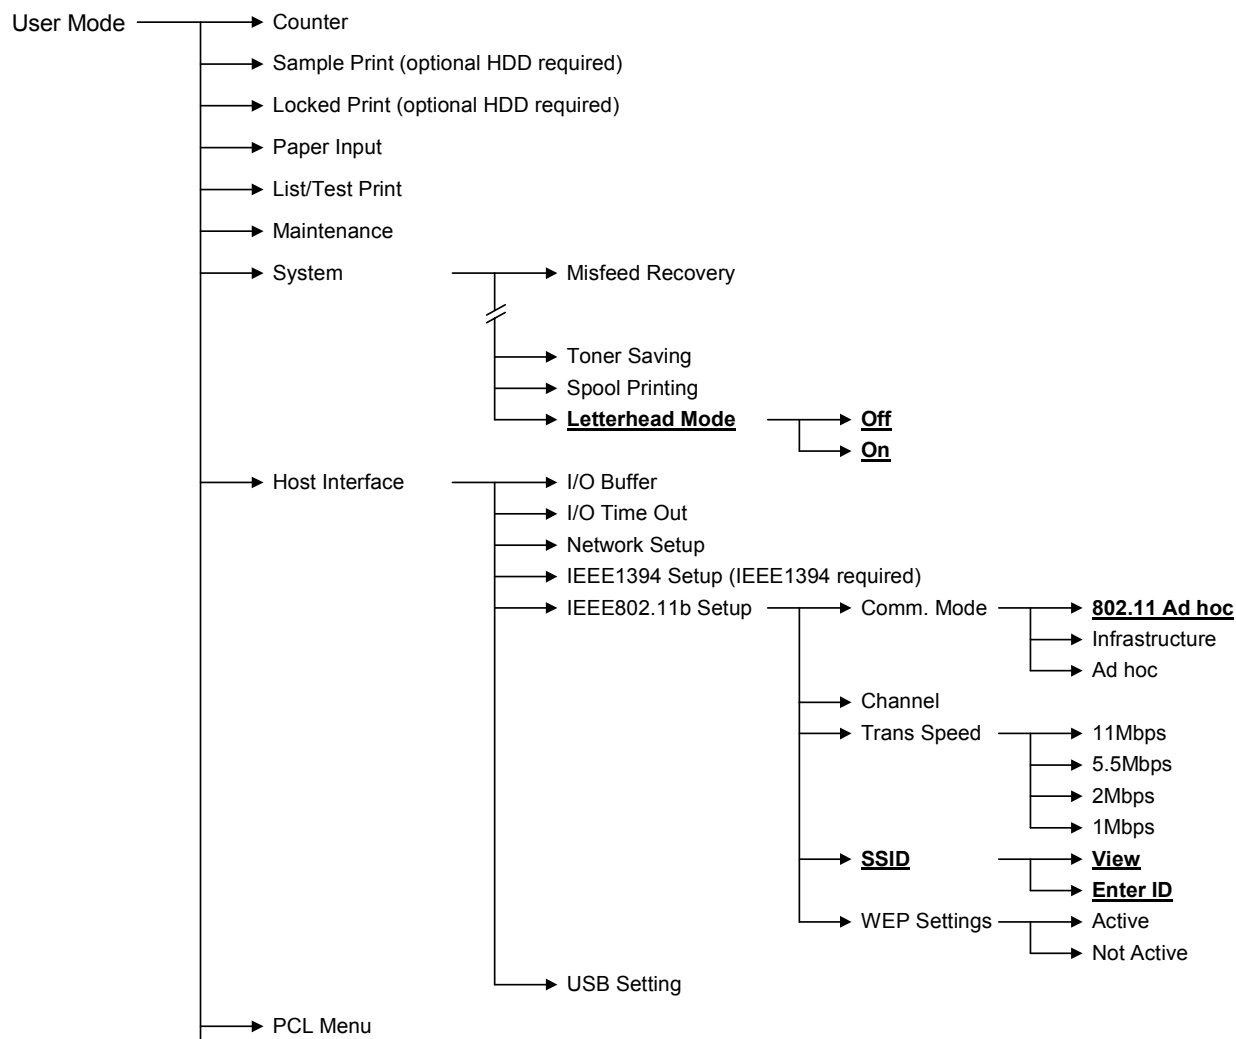 User Mode
Counter
Sample Print (optional HDD required)
Locked Print (optional HDD required)
Paper Input
List/Test Print
Maintenance
System
Misfeed Recovery
Toner Saving
Spool Printing
Letterhead Mode
Off
On
Host Interface
I/O Buffer
I/O Time Out
Network Setup
IEEE1394 Setup (IEEE1394 required)
IEEE802.11b Setup
Comm. Mode
802.11 Ad hoc
Infrastructure
Ad hoc
Channel
Trans Speed
11Mbps
5.5Mbps
2Mbps
1Mbps
SSID
View
Enter ID
WEP Settings
Active
Not Active
USB Setting
PCL Menu